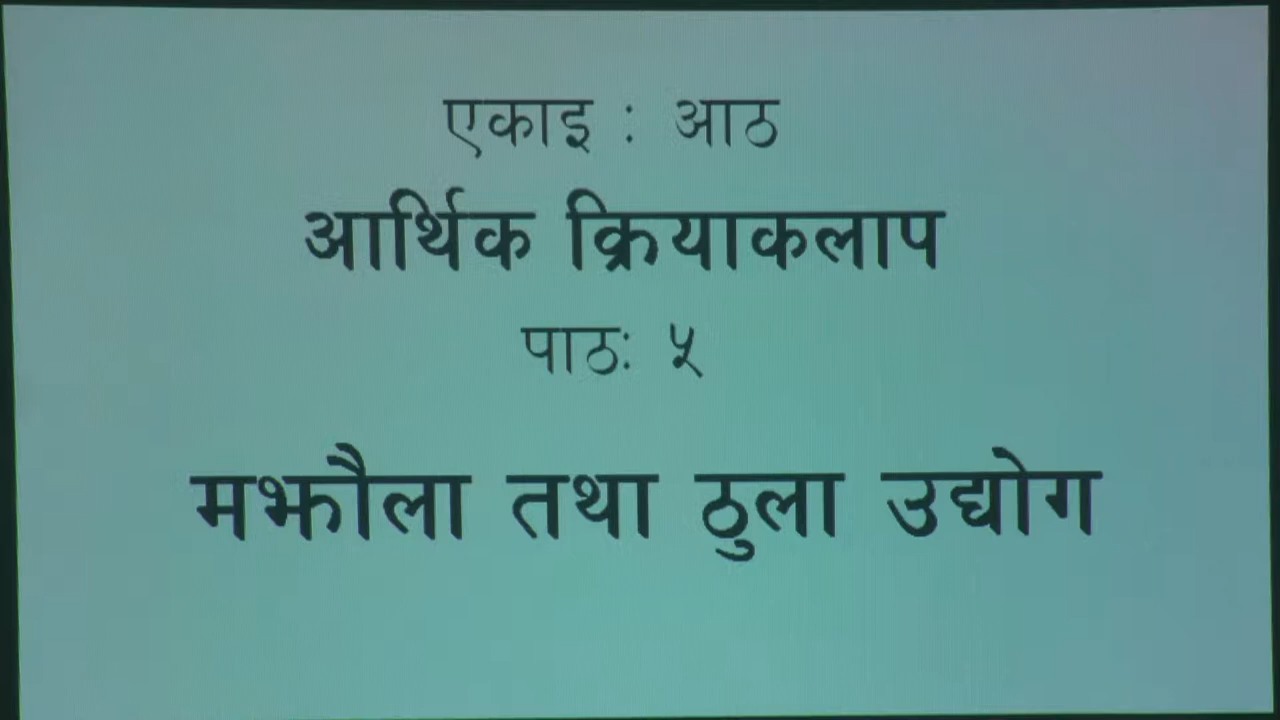 एकाइ : आठ
आर्थिक क्रियाकलाप
पाठः ५
मझौला तथा ठुला उद्योग